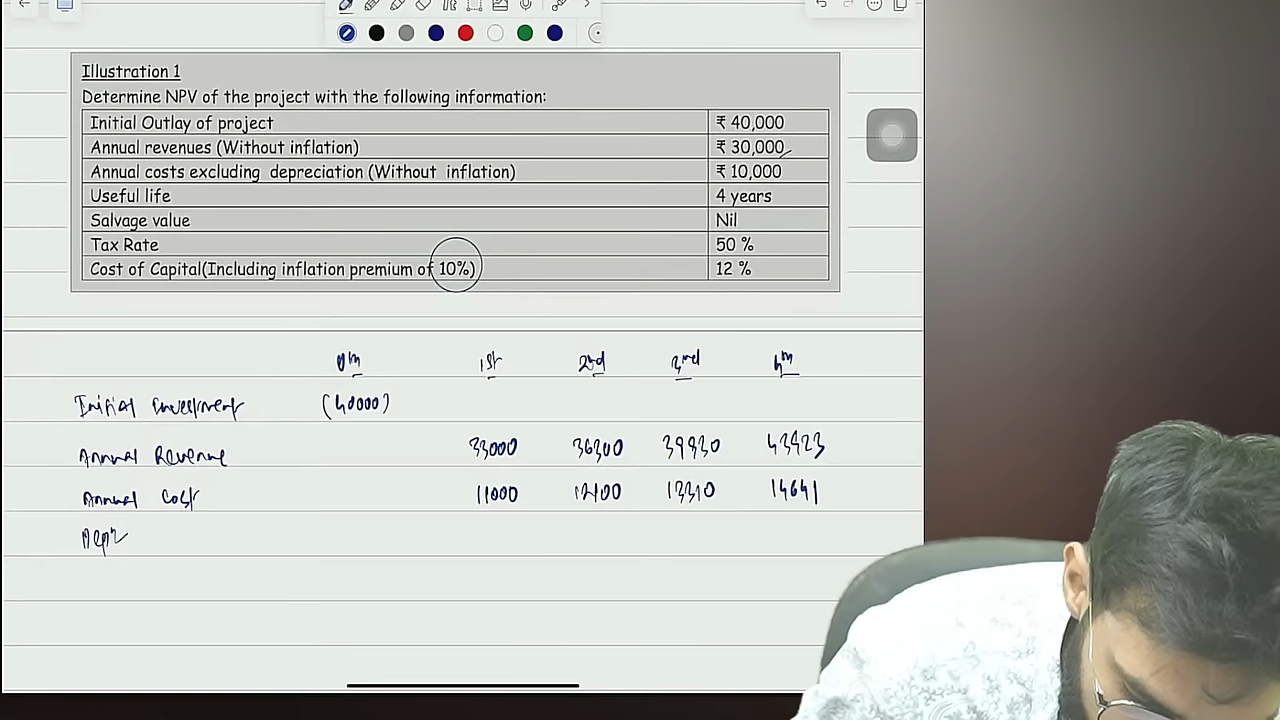 Illustration 1
Determine NPV of the project with the following information:
Initial Outlay of project ₹ 40,000
Annual revenues (Without inflation) ₹ 30,000
Annual costs excluding depreciation (Without inflation) ₹ 10,000
Useful life 4 years
Salvage value Nil
Tax Rate 50 %
Cost of Capital(Including inflation premium of 10%) 12 %
0th 1st 2nd 3rd 4th
Initial Investment (40000)
Annual Revenue 33000 36300 39930 43923
Annual Cost 11000 12100 13310 14641
Depn